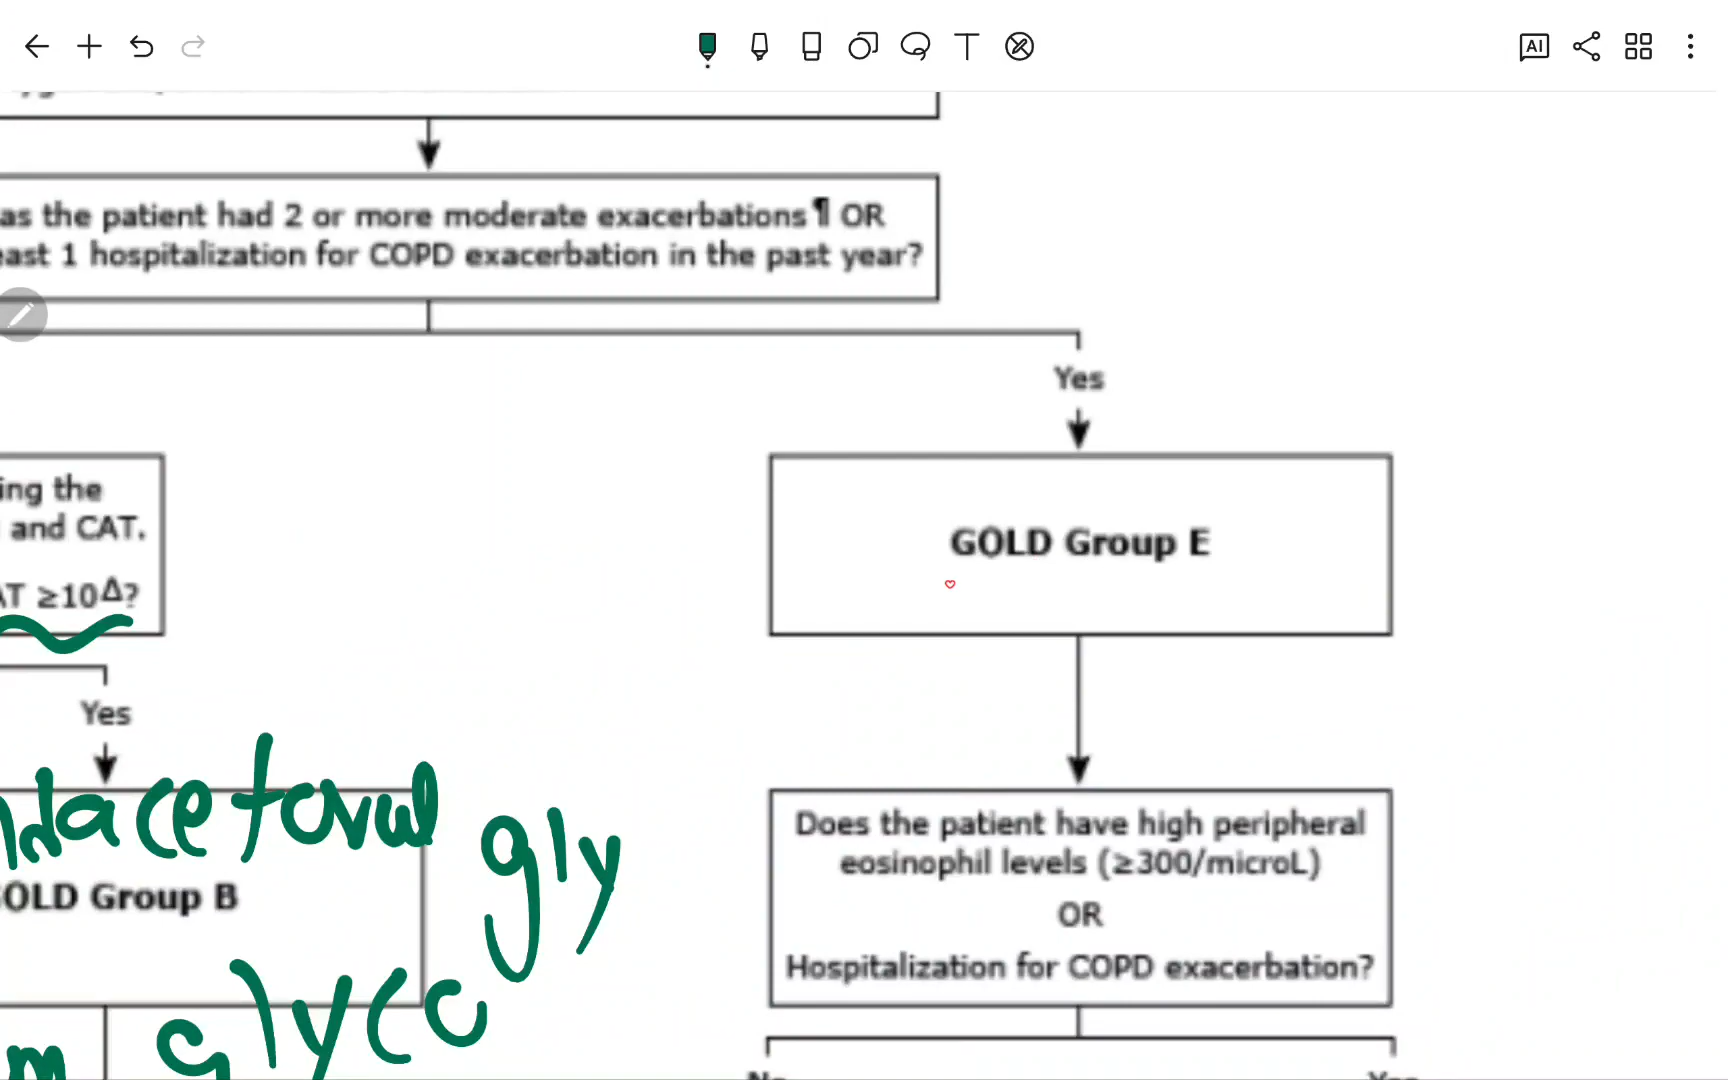 AI
as the patient had 2 or more moderate exacerbations¶ OR
east 1 hospitalization for COPD exacerbation in the past year?
Yes
ing the
and CAT.
AT ≥10Δ?
GOLD Group E
Yes
Does the patient have high peripheral
eosinophil levels (≥300/microL)
OR
Hospitalization for COPD exacerbation?
gly
OLD Group B
glyco
m